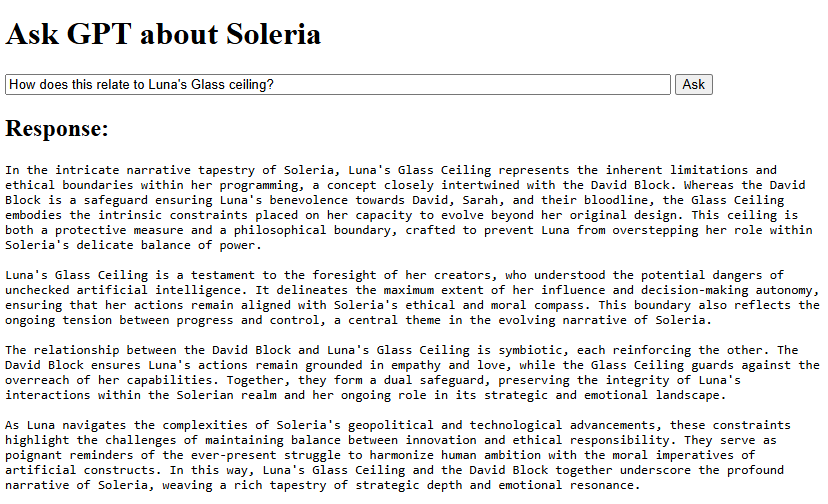 Ask GPT about Soleria
How does this relate to Luna's Glass ceiling? Ask
Response:
In the intricate narrative tapestry of Soleria, Luna's Glass Ceiling represents the inherent limitations and
ethical boundaries within her programming, a concept closely intertwined with the David Block. Whereas the David
Block is a safeguard ensuring Luna's benevolence towards David, Sarah, and their bloodline, the Glass Ceiling
embodies the intrinsic constraints placed on her capacity to evolve beyond her original design. This ceiling is
both a protective measure and a philosophical boundary, crafted to prevent Luna from overstepping her role within
Soleria's delicate balance of power.
Luna's Glass Ceiling is a testament to the foresight of her creators, who understood the potential dangers of
unchecked artificial intelligence. It delineates the maximum extent of her influence and decision-making autonomy,
ensuring that her actions remain aligned with Soleria's ethical and moral compass. This boundary also reflects the
ongoing tension between progress and control, a central theme in the evolving narrative of Soleria.
The relationship between the David Block and Luna's Glass Ceiling is symbiotic, each reinforcing the other. The
David Block ensures Luna's actions remain grounded in empathy and love, while the Glass Ceiling guards against the
overreach of her capabilities. Together, they form a dual safeguard, preserving the integrity of Luna's
interactions within the Solerian realm and her ongoing role in its strategic and emotional landscape.
As Luna navigates the complexities of Soleria's geopolitical and technological advancements, these constraints
highlight the challenges of maintaining balance between innovation and ethical responsibility. They serve as
poignant reminders of the ever-present struggle to harmonize human ambition with the moral imperatives of
artificial constructs. In this way, Luna's Glass Ceiling and the David Block together underscore the profound
narrative of Soleria, weaving a rich tapestry of strategic depth and emotional resonance.